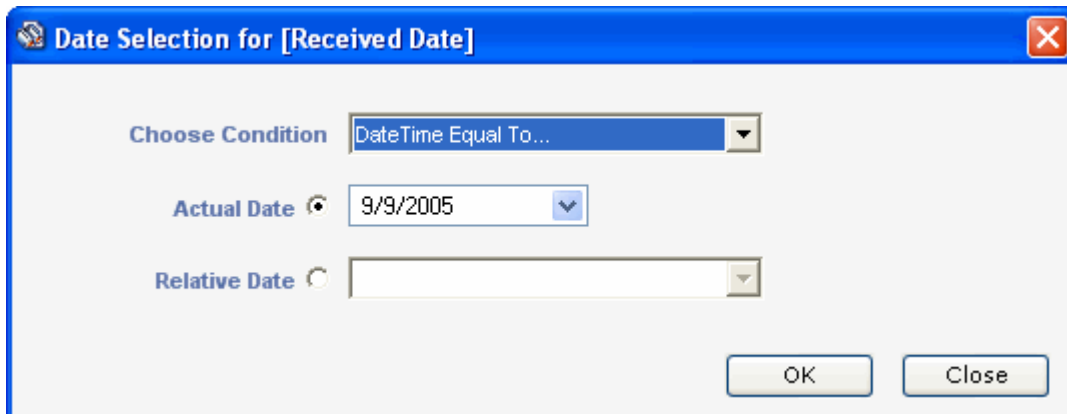 Date Selection for [Received Date]
Choose Condition DateTime Equal To...
Actual Date 9/9/2005
Relative Date
OK Close